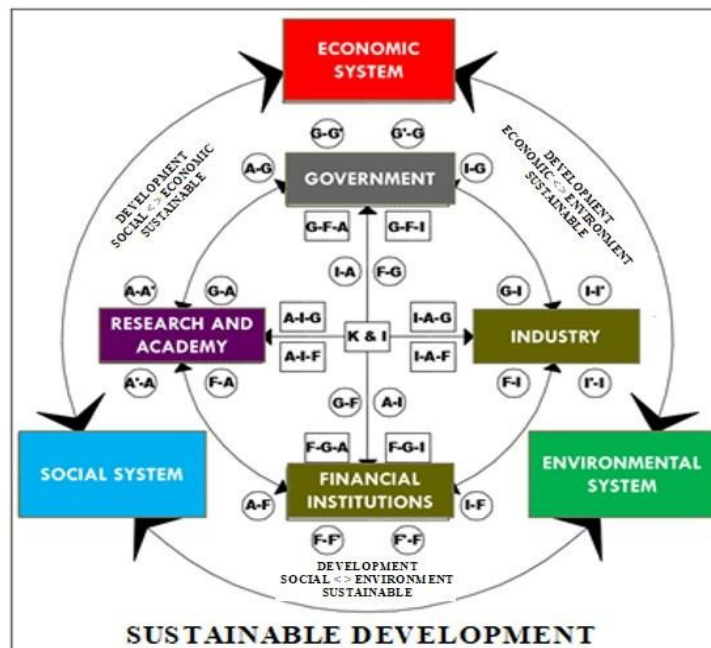 ECONOMIC
SYSTEM
G-G'
G'-G
A-G
GOVERNMENT
I-G
DEVELOPMENT
SOCIAL < > ECONOMIC
SUSTAINABLE
DEVELOPMENT
ECONOMIC < > ENVIRONMENT
SUSTAINABLE
G-F-A
G-F-I
I-A
F-G
A-A'
G-A
G-I
I-I'
RESEARCH AND
ACADEMY
A-I-G
A-I-F
K & I
I-A-G
I-A-F
INDUSTRY
A'-A
F-A
F-I
I'-I
G-F
A-I
SOCIAL SYSTEM
F-G-A
F-G-I
ENVIRONMENTAL
SYSTEM
FINANCIAL
INSTITUTIONS
A-F
I-F
F-F'
F'-F
DEVELOPMENT
SOCIAL < > ENVIRONMENT
SUSTAINABLE
SUSTAINABLE DEVELOPMENT